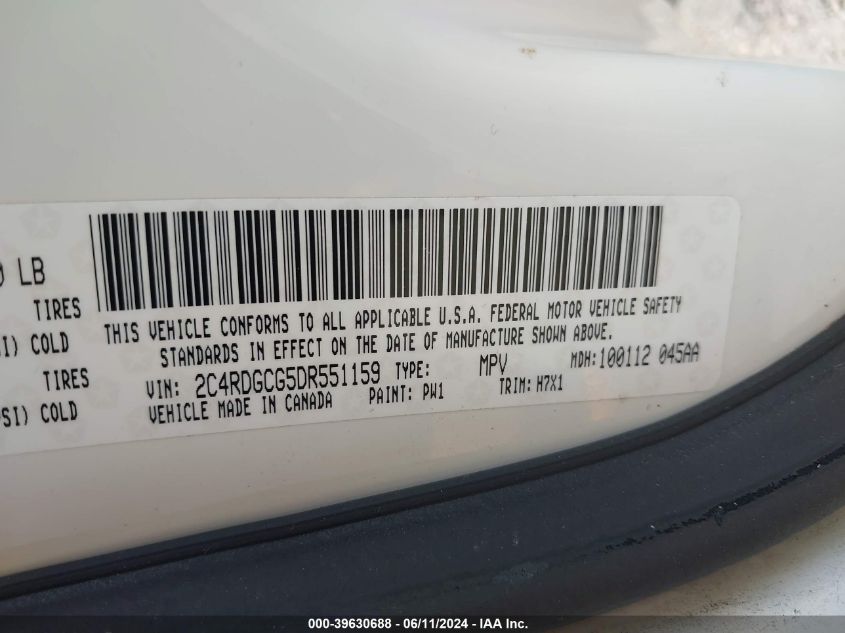 LB
TIRES
COLD
COLD
THIS VEHICLE CONFORMS TO ALL APPLICABLE U.S.A. FEDERAL MOTOR VEHICLE SAFETY
STANDARDS IN EFFECT ON THE DATE OF MANUFACTURE SHOWN ABOVE.
VIN: 2C4RDGCG5DR551159 TYPE: MPV MDH:100112 045AA
VEHICLE MADE IN CANADA PAINT: PW1 TRIM: H7X1
000-39630688 - 06/11/2024 - IAA Inc.